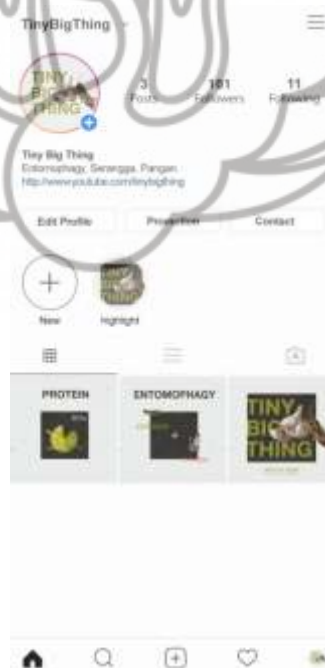 TinyBigThing
TINY
BIG
THING
3
161
11
Posts
Followers
Following
Tiny Big Thing
Entomophagy, Serangga, Pangan.
http://www.youtube.com/tinybigthing
Edit Profile
Promotion
Contact
New
Highlight
PROTEIN
ENTOMOPHAGY
TINY
BIG
THING